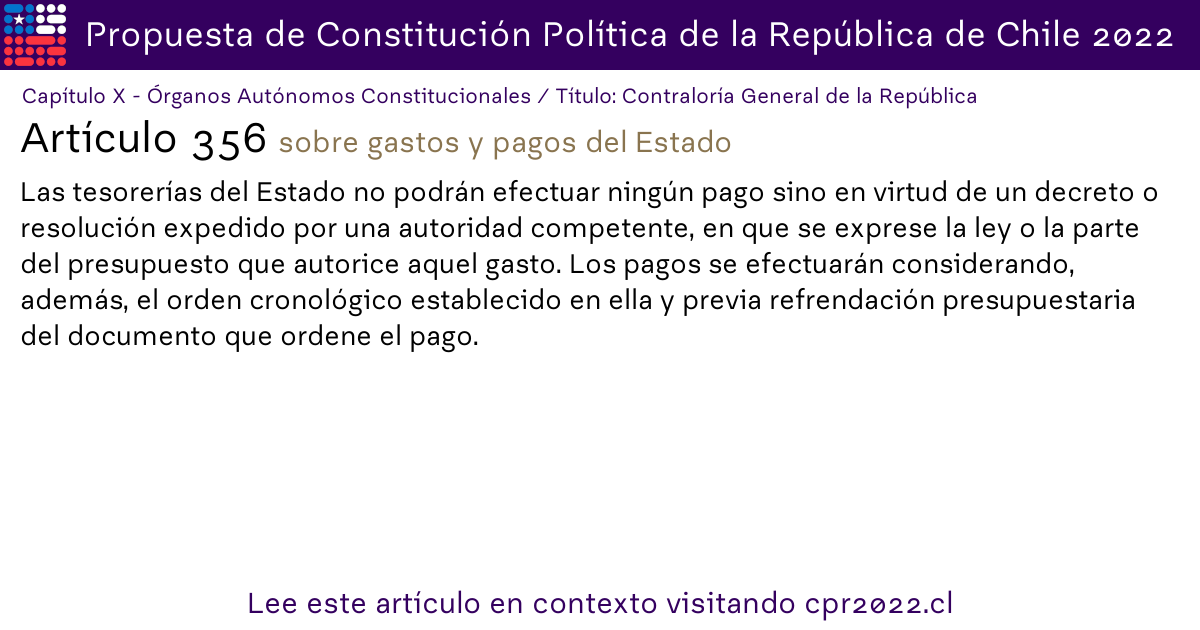 Propuesta de Constitución Política de la República de Chile 2022
Capítulo X - Órganos Autónomos Constitucionales / Título: Contraloría General de la República
Artículo 356 sobre gastos y pagos del Estado
Las tesorerías del Estado no podrán efectuar ningún pago sino en virtud de un decreto o
resolución expedido por una autoridad competente, en que se exprese la ley o la parte
del presupuesto que autorice aquel gasto. Los pagos se efectuarán considerando,
además, el orden cronológico establecido en ella y previa refrendación presupuestaria
del documento que ordene el pago.
Lee este artículo en contexto visitando cpr2022.cl